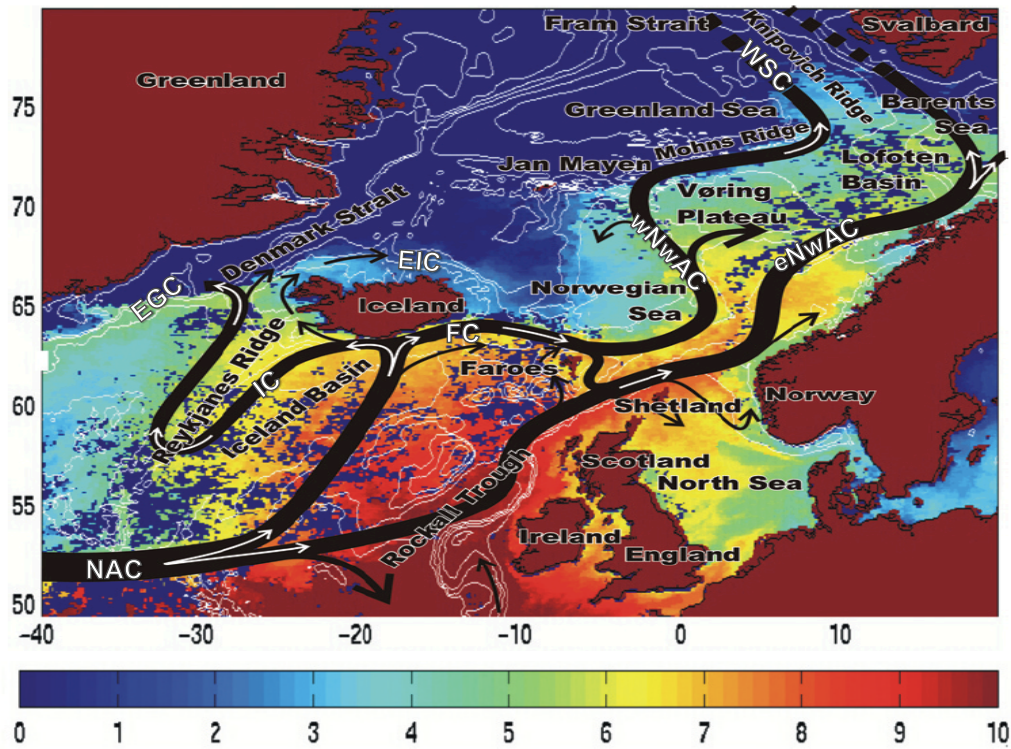 Fram Strait
Knipovich Ridge
Svalbard
WSC
Greenland
75
Greenland Sea
Barents
Sea
Mohns Ridge
Jan Mayen
Lofoten
Basin
Vøring
Plateau
70
Denmark Strait
wNwAC
eNwAC
EIC
EGC
Norwegian
Sea
Iceland
65
FC
Reykjanes Ridge
IC
Iceland Basin
Faroes
60
Shetland
Norway
Scotland
North Sea
Rockall Trough
55
Ireland
England
NAC
50
−40 −30 −20 −10 0 10
0 1 2 3 4 5 6 7 8 9 10